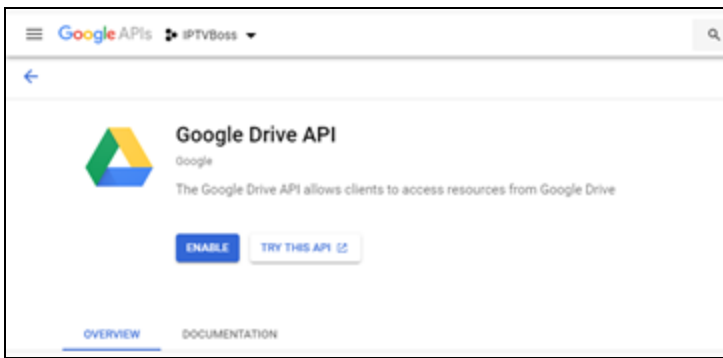 Google APIs IPTVBoss
Google Drive API
Google
The Google Drive API allows clients to access resources from Google Drive
ENABLE TRY THIS API
OVERVIEW DOCUMENTATION